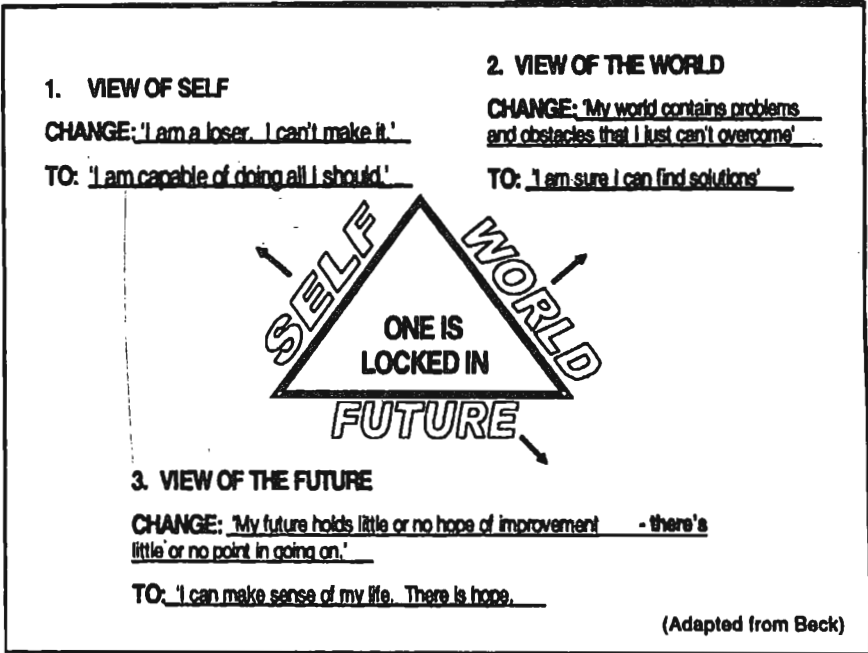 1. VIEW OF SELF
CHANGE: 'I am a loser. I can't make it.'
TO: 'I am capable of doing all I should.'
2. VIEW OF THE WORLD
CHANGE: 'My world contains problems
and obstacles that I just can't overcome'
TO: 'I am sure I can find solutions'
SELF
WORLD
ONE IS
LOCKED IN
FUTURE
3. VIEW OF THE FUTURE
CHANGE: 'My future holds little or no hope of improvement - there's
little or no point in going on.'
TO: 'I can make sense of my life. There is hope.
(Adapted from Beck)